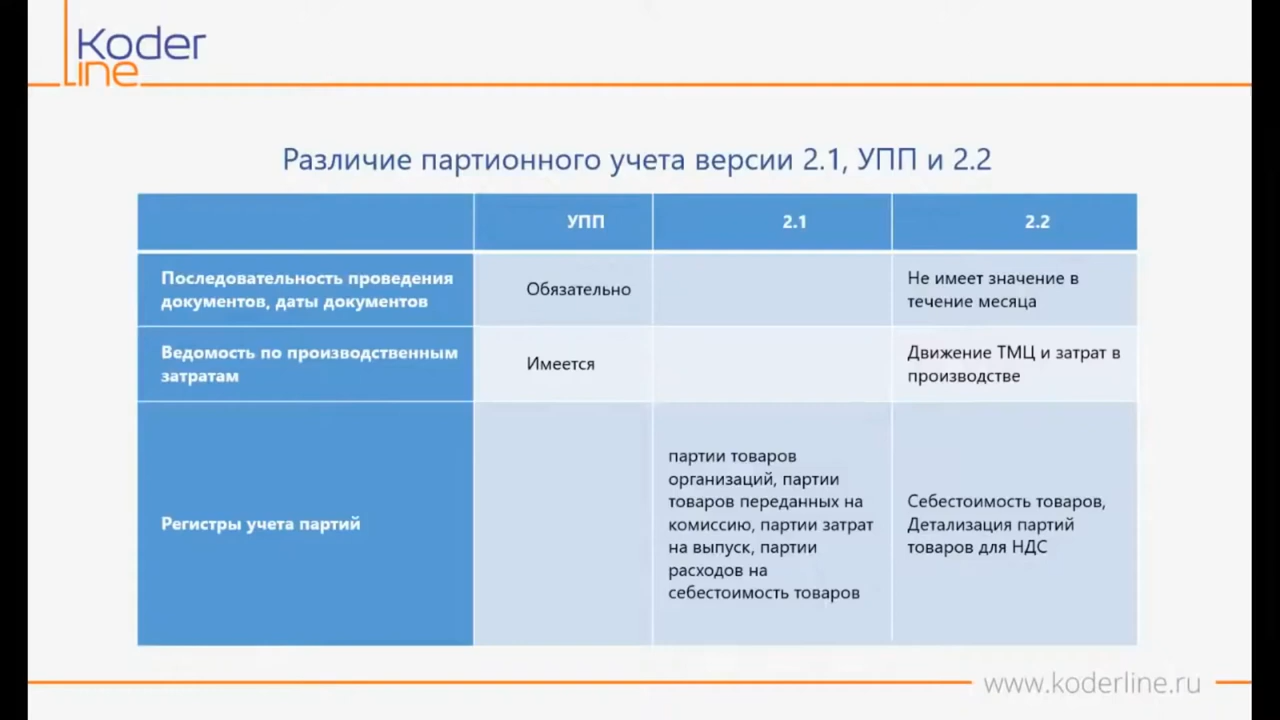 Koder
line
Различие партионного учета версии 2.1, УПП и 2.2
УПП
2.1
2.2
Последовательность проведения
документов, даты документов
Обязательно
Не имеет значение в
течение месяца
Ведомость по производственным
затратам
Имеется
Движение ТМЦ и затрат в
производстве
Регистры учета партий
партии товаров
организаций, партии
товаров переданных на
комиссию, партии затрат
на выпуск, партии
расходов на
себестоимость товаров
Себестоимость товаров,
Детализация партий
товаров для НДС
www.koderline.ru